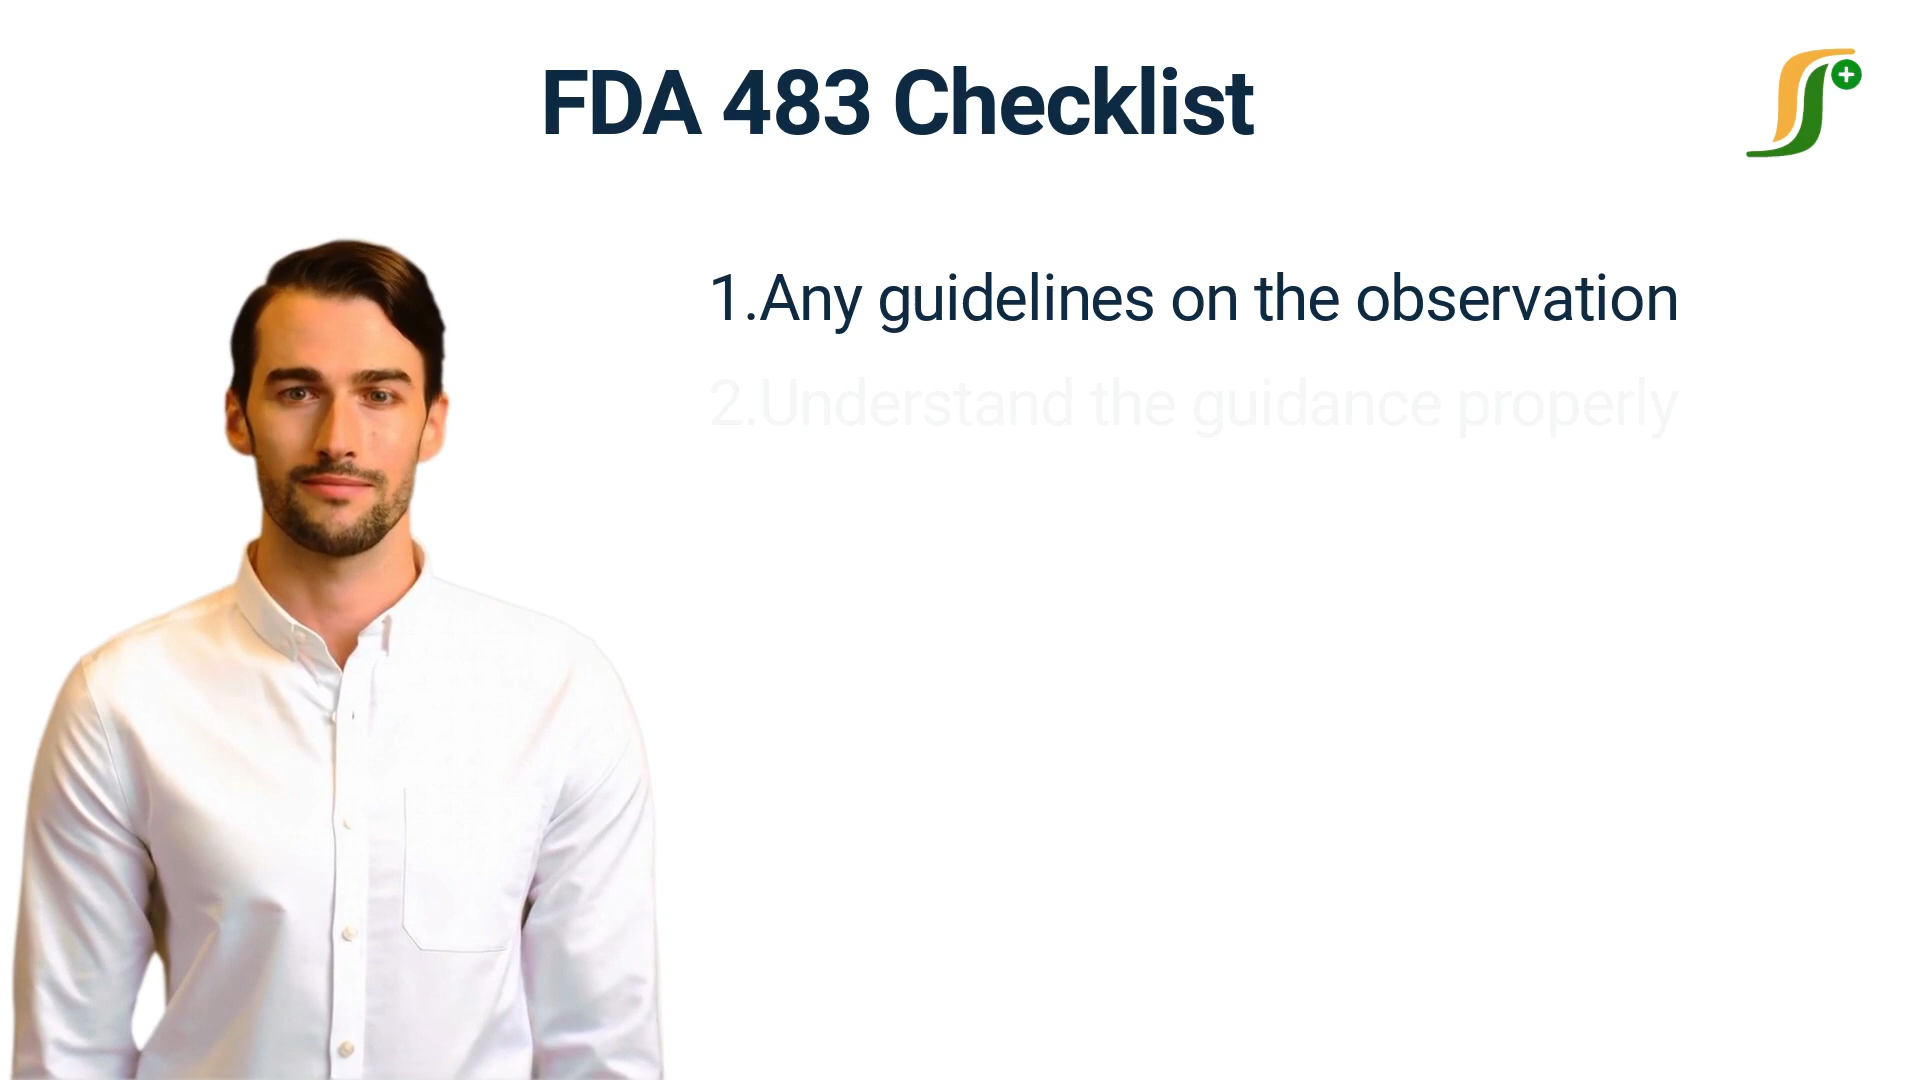 FDA 483 Checklist
1.Any guidelines on the observation
2.Understand the guidance properly